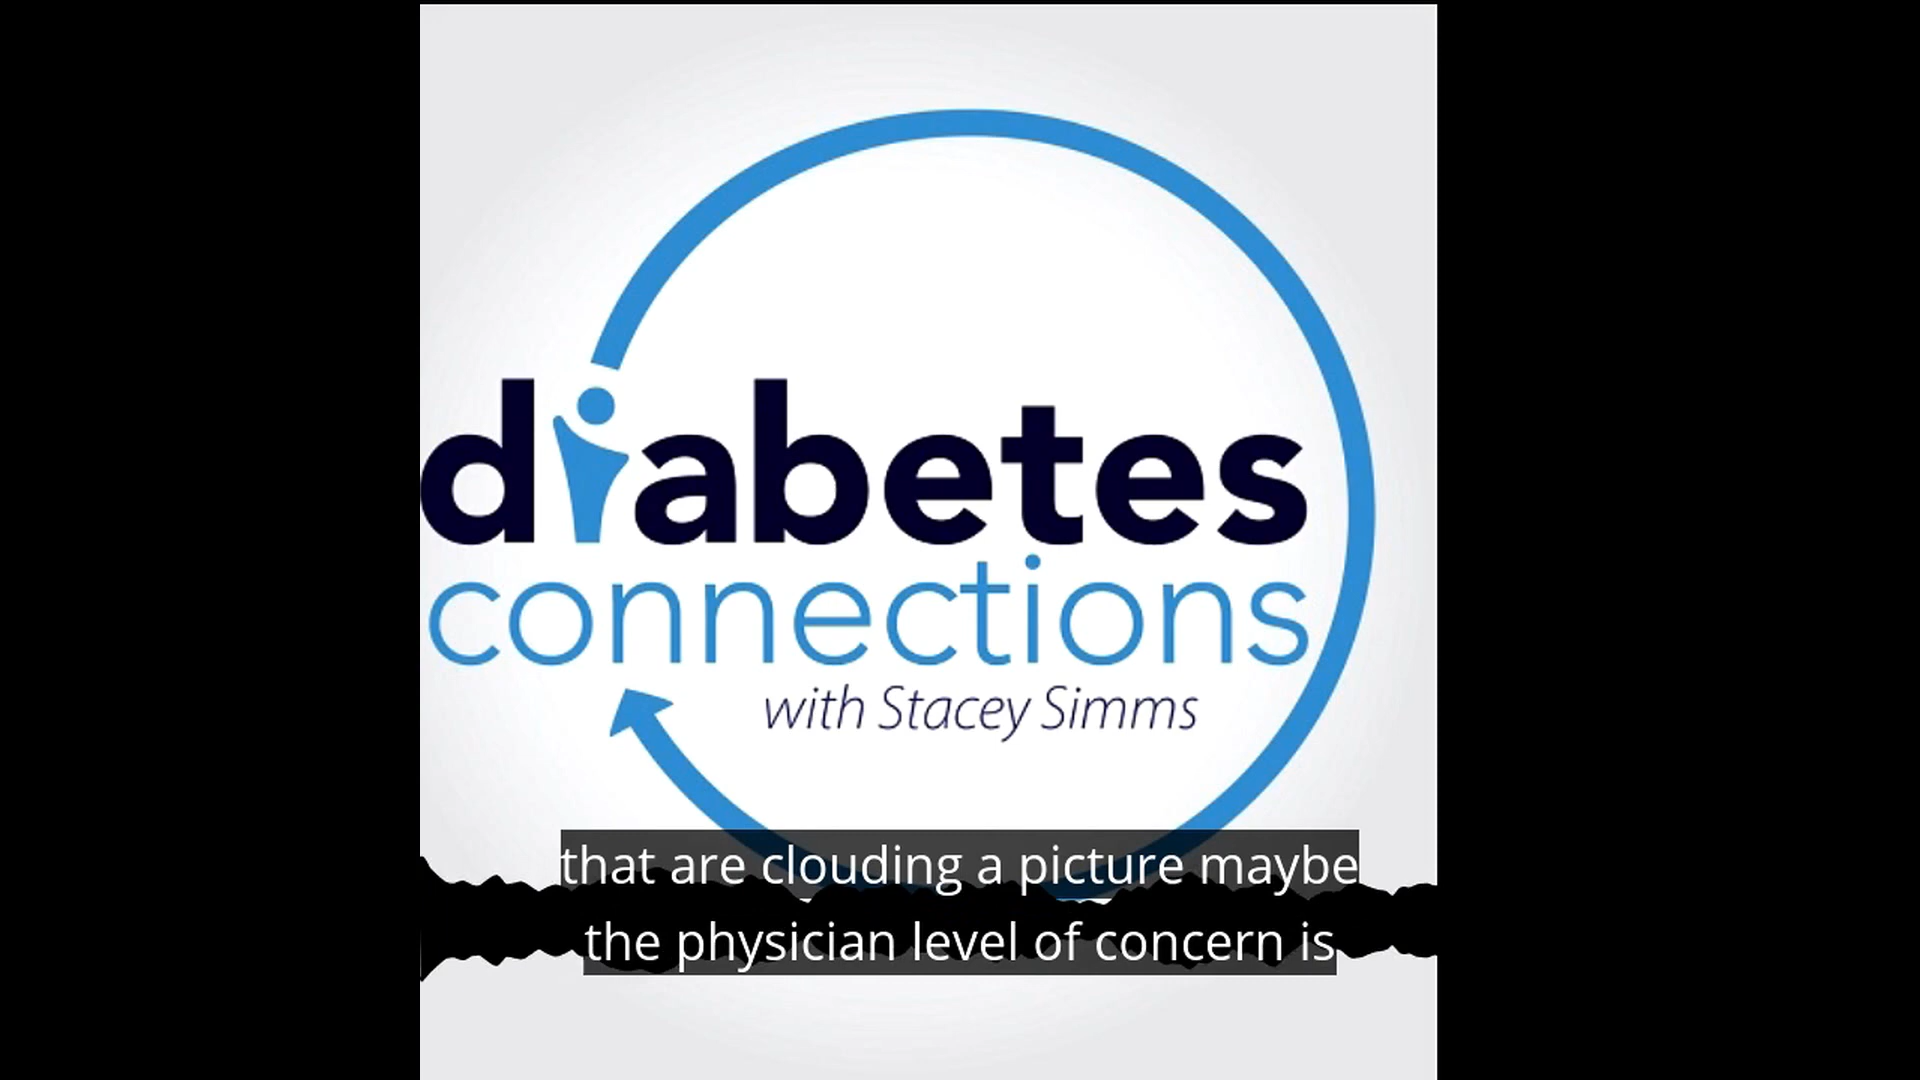 diabetes
connections
with Stacey Simms
that are clouding a picture maybe
the physician level of concern is